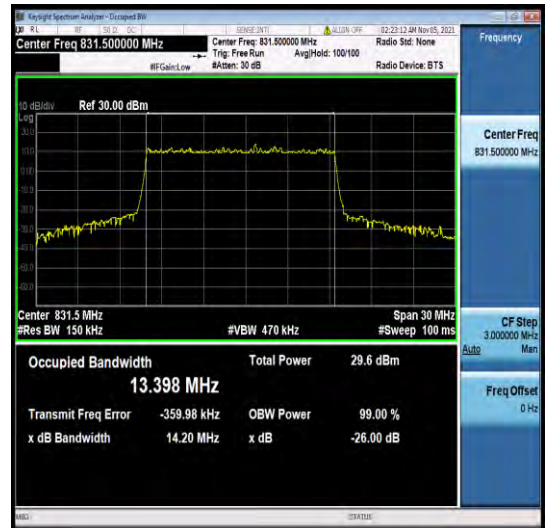 Keysight Spectrum Analyzer - Occupied BW
RL RF 50 Ω DC SENSE:INT ALIGN OFF 02:23:12 AM Nov 05, 2021
Center Freq 831.500000 MHz
Center Freq: 831.500000 MHz Radio Std: None
Trig: Free Run Avg|Hold: 100/100
#IFGain:Low #Atten: 30 dB Radio Device: BTS
Frequency
10 dB/div Ref 30.00 dBm
Log
Center Freq
831.500000 MHz
Center 831.5 MHz Span 30 MHz
#Res BW 150 kHz #VBW 470 kHz #Sweep 100 ms
CF Step
3.000000 MHz
Auto Man
Occupied Bandwidth Total Power 29.6 dBm
13.398 MHz
Freq Offset
0 Hz
Transmit Freq Error -359.98 kHz OBW Power 99.00 %
x dB Bandwidth 14.20 MHz x dB -26.00 dB
MSG STATUS